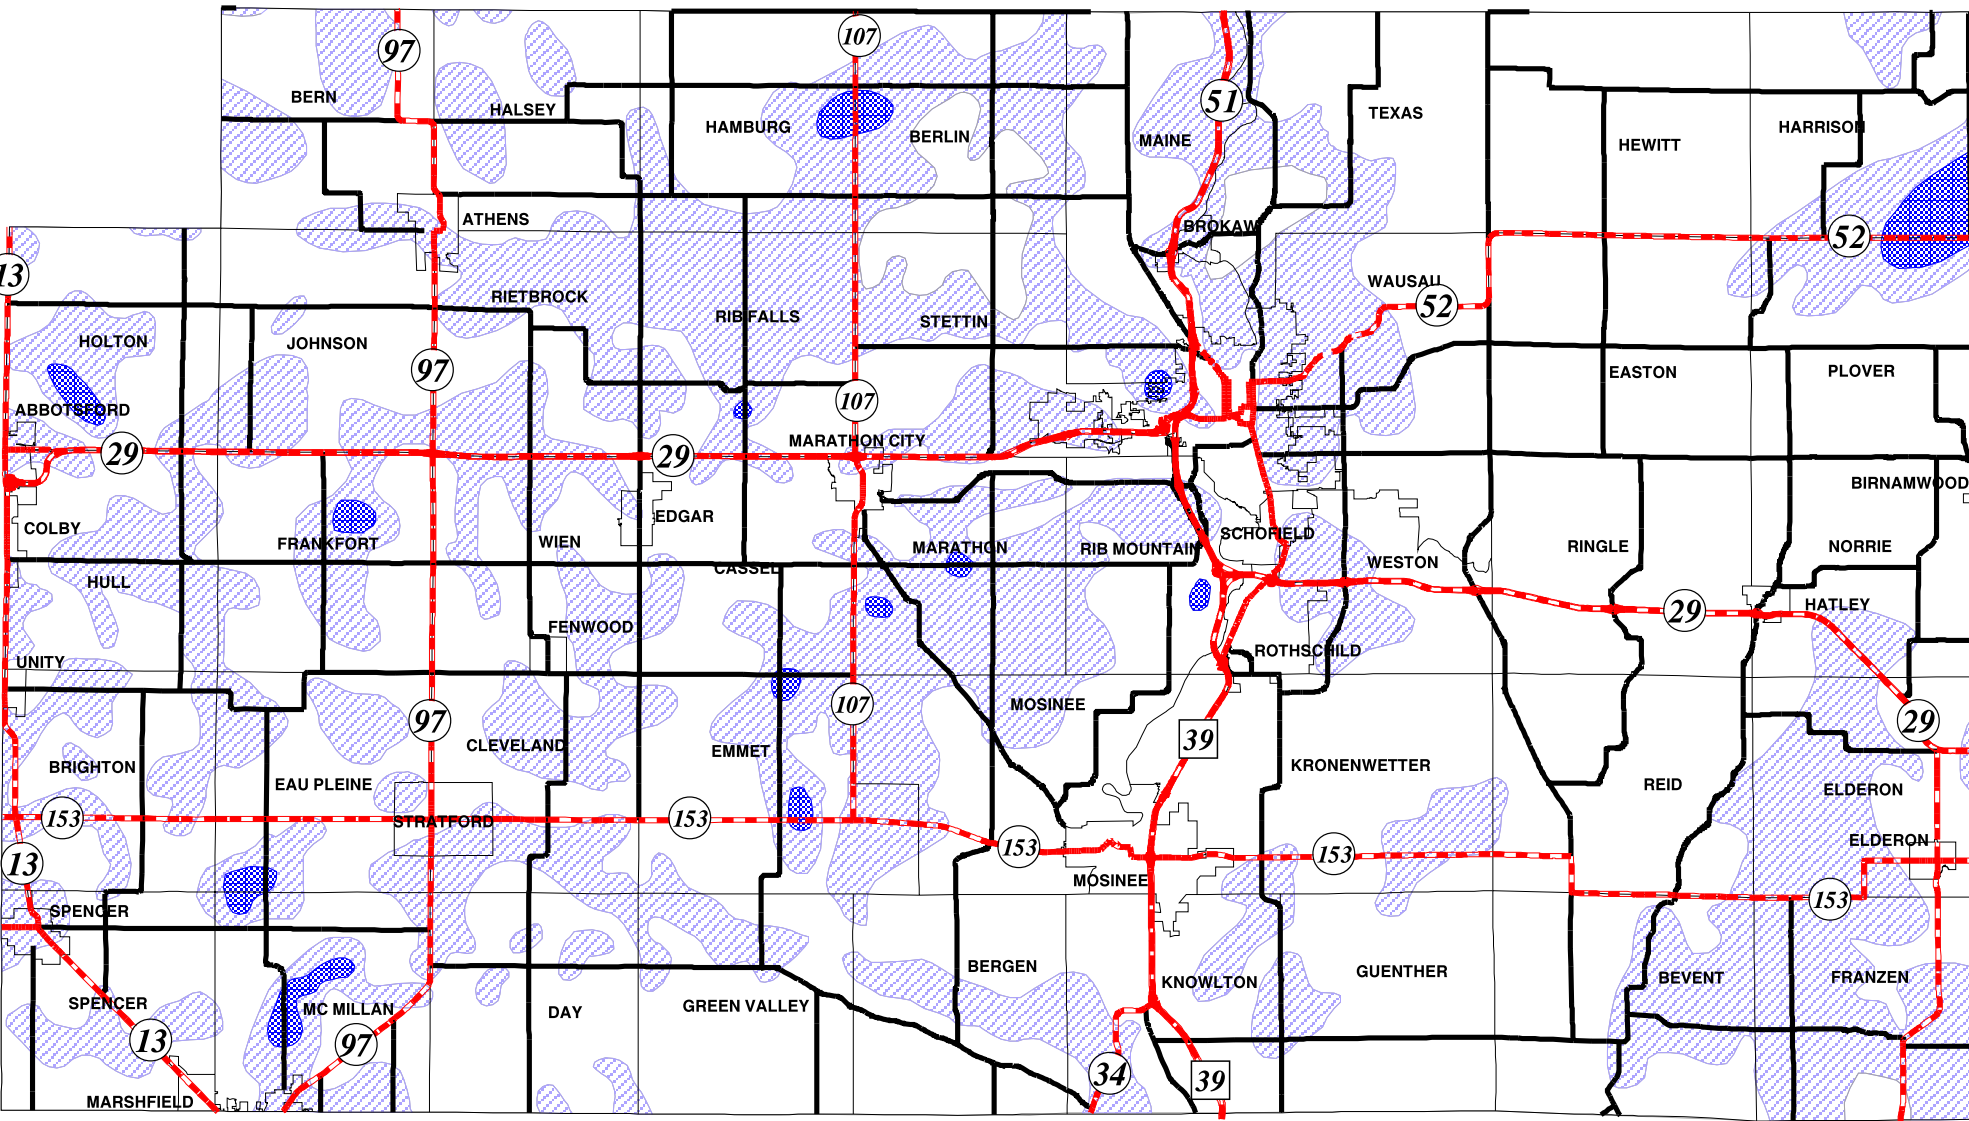 97
107
51
BERN
HALSEY
HAMBURG
BERLIN
MAINE
TEXAS
HEWITT
HARRISON
ATHENS
BROKAW
52
13
RIETBROCK
RIB FALLS
STETTIN
WAUSAU
52
HOLTON
JOHNSON
97
EASTON
PLOVER
ABBOTSFORD
107
29
29
MARATHON CITY
BIRNAMWOOD
COLBY
FRANKFORT
WIEN
EDGAR
MARATHON
RIB MOUNTAIN
SCHOFIELD
WESTON
RINGLE
NORRIE
HULL
CASSEL
29
HATLEY
FENWOOD
UNITY
ROTHSCHILD
97
107
MOSINEE
39
29
BRIGHTON
EAU PLEINE
CLEVELAND
EMMET
KRONENWETTER
REID
ELDERON
153
STRATFORD
153
153
153
ELDERON
13
MOSINEE
153
SPENCER
BERGEN
KNOWLTON
GUENTHER
BEVENT
FRANZEN
SPENCER
MC MILLAN
DAY
GREEN VALLEY
13
97
34
39
MARSHFIELD